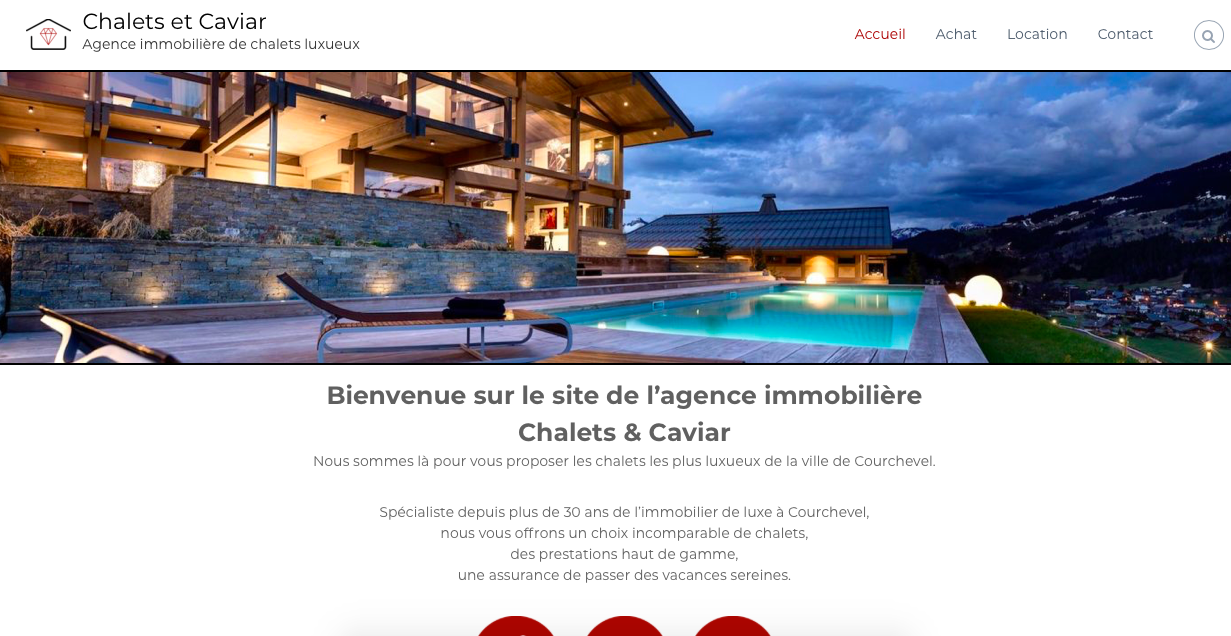 Chalets et Caviar
Agence immobilière de chalets luxueux
Accueil
Achat
Location
Contact
Bienvenue sur le site de l’agence immobilière
Chalets & Caviar
Nous sommes là pour vous proposer les chalets les plus luxueux de la ville de Courchevel.
Spécialiste depuis plus de 30 ans de l’immobilier de luxe à Courchevel,
nous vous offrons un choix incomparable de chalets,
des prestations haut de gamme,
une assurance de passer des vacances sereines.